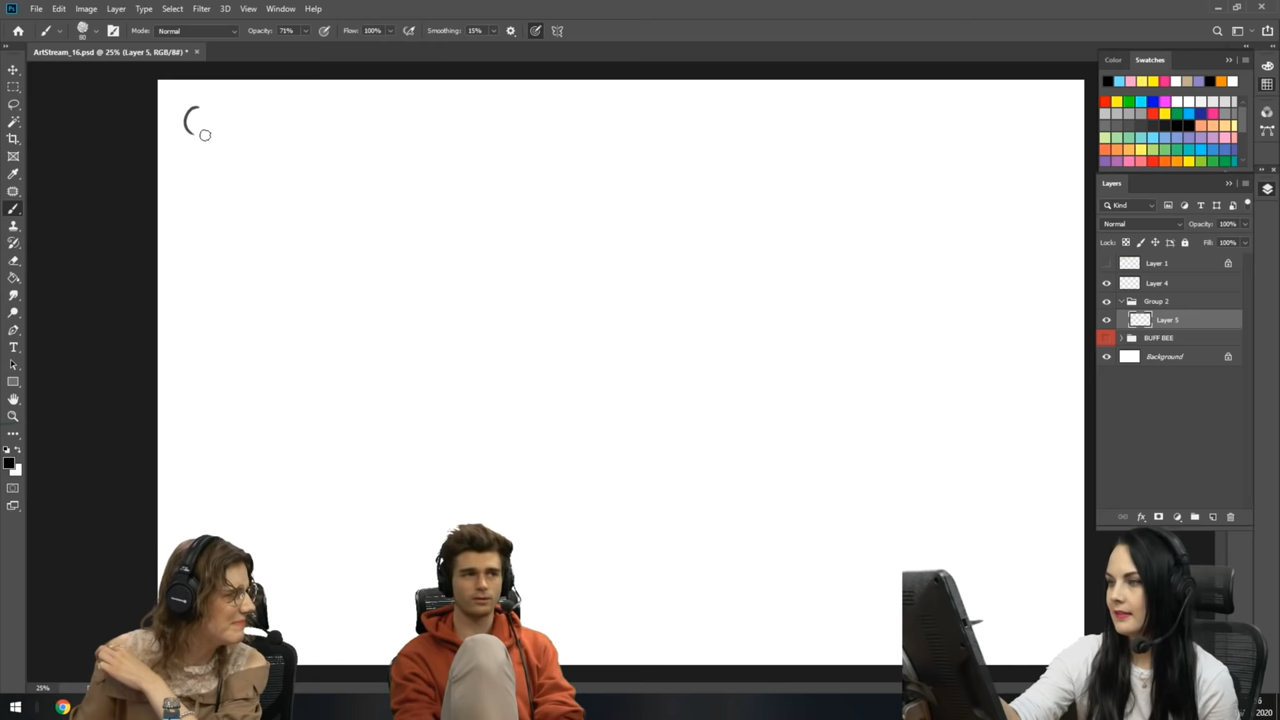 File Edit Image Layer Type Select Filter 3D View Window Help
80 Mode: Normal Opacity: 71% Flow: 100% Smoothing: 15%
ArtStream_16.psd @ 25% (Layer 5, RGB/8#) * ×
Color Swatches
Layers
Kind
Normal Opacity: 100%
Lock: Fill: 100%
Layer 1
Layer 4
Group 2
Layer 5
BUFF BEE
Background
fx
25%
2020